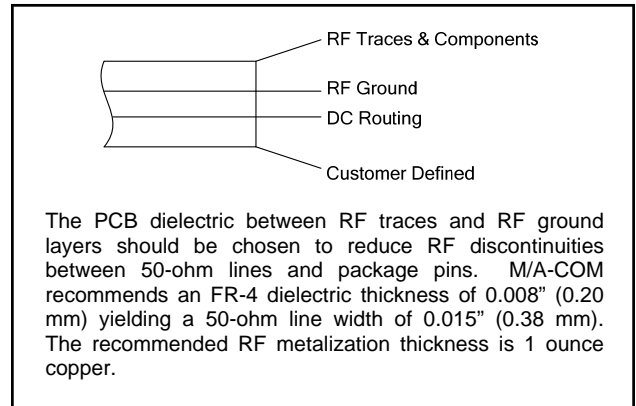 RF Traces & Components
RF Ground
DC Routing
Customer Defined
The PCB dielectric between RF traces and RF ground
layers should be chosen to reduce RF discontinuities
between 50-ohm lines and package pins. M/A-COM
recommends an FR-4 dielectric thickness of 0.008” (0.20
mm) yielding a 50-ohm line width of 0.015” (0.38 mm).
The recommended RF metalization thickness is 1 ounce
copper.